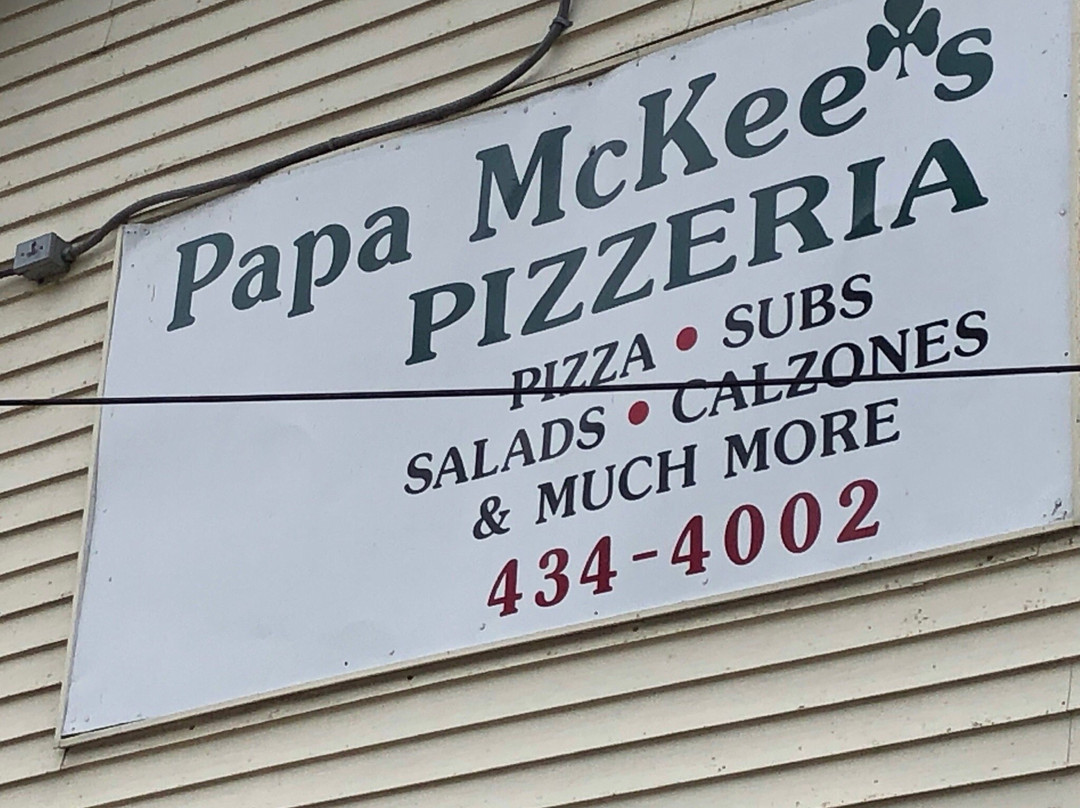 Papa McKee's
PIZZERIA
PIZZA • SUBS
SALADS • CALZONES
& MUCH MORE
434-4002